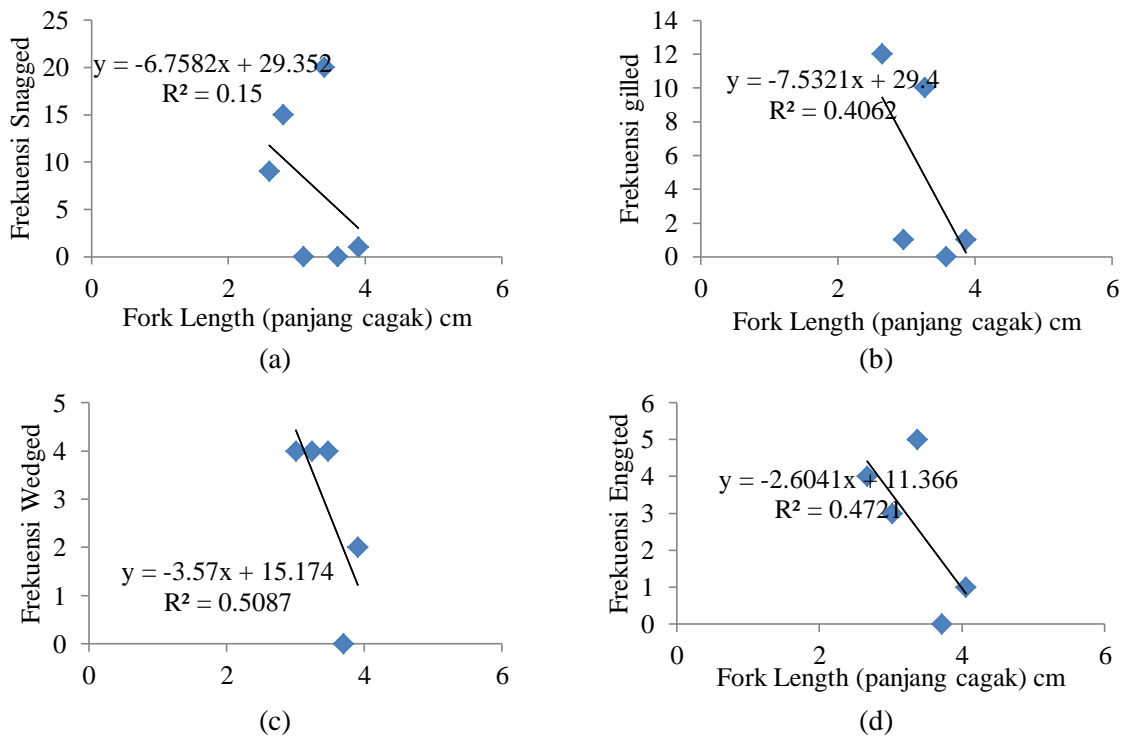 25
20
15
10
5
0
Frekuensi Snagged
y = -6.7582x + 29.352
R² = 0.15
0 2 4 6
Fork Length (panjang cagak) cm
(a)
14
12
10
8
6
4
2
0
Frekuensi gilled
y = -7.5321x + 29.4
R² = 0.4062
0 2 4 6
Fork Length (panjang cagak) cm
(b)
5
4
3
2
1
0
Frekuensi Wedged
y = -3.57x + 15.174
R² = 0.5087
0 2 4 6
(c)
6
5
4
3
2
1
0
Frekuensi Enggted
y = -2.6041x + 11.366
R² = 0.4721
0 2 4 6
Fork Length (panjang cagak) cm
(d)